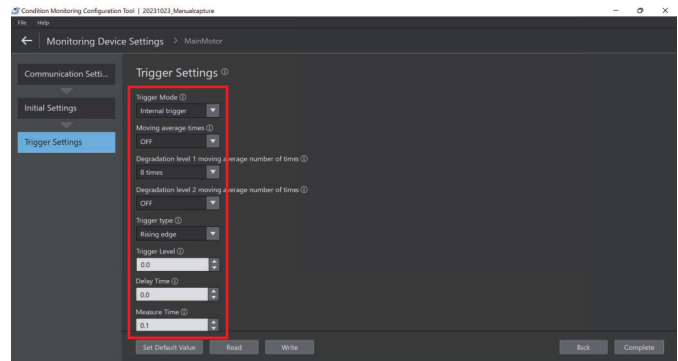 Condition Monitoring Configuration Tool | 20231023_Manualcapture
File Help
Monitoring Device Settings > MainMotor
Communication Setti...
Initial Settings
Trigger Settings
Trigger Settings
Trigger Mode
Internal trigger
Moving average times
OFF
Degradation level 1 moving average number of times
8 times
Degradation level 2 moving average number of times
OFF
Trigger type
Rising edge
Trigger Level
0.0
Delay Time
0.0
Measure Time
0.1
Set Default Value Read Write Back Complete